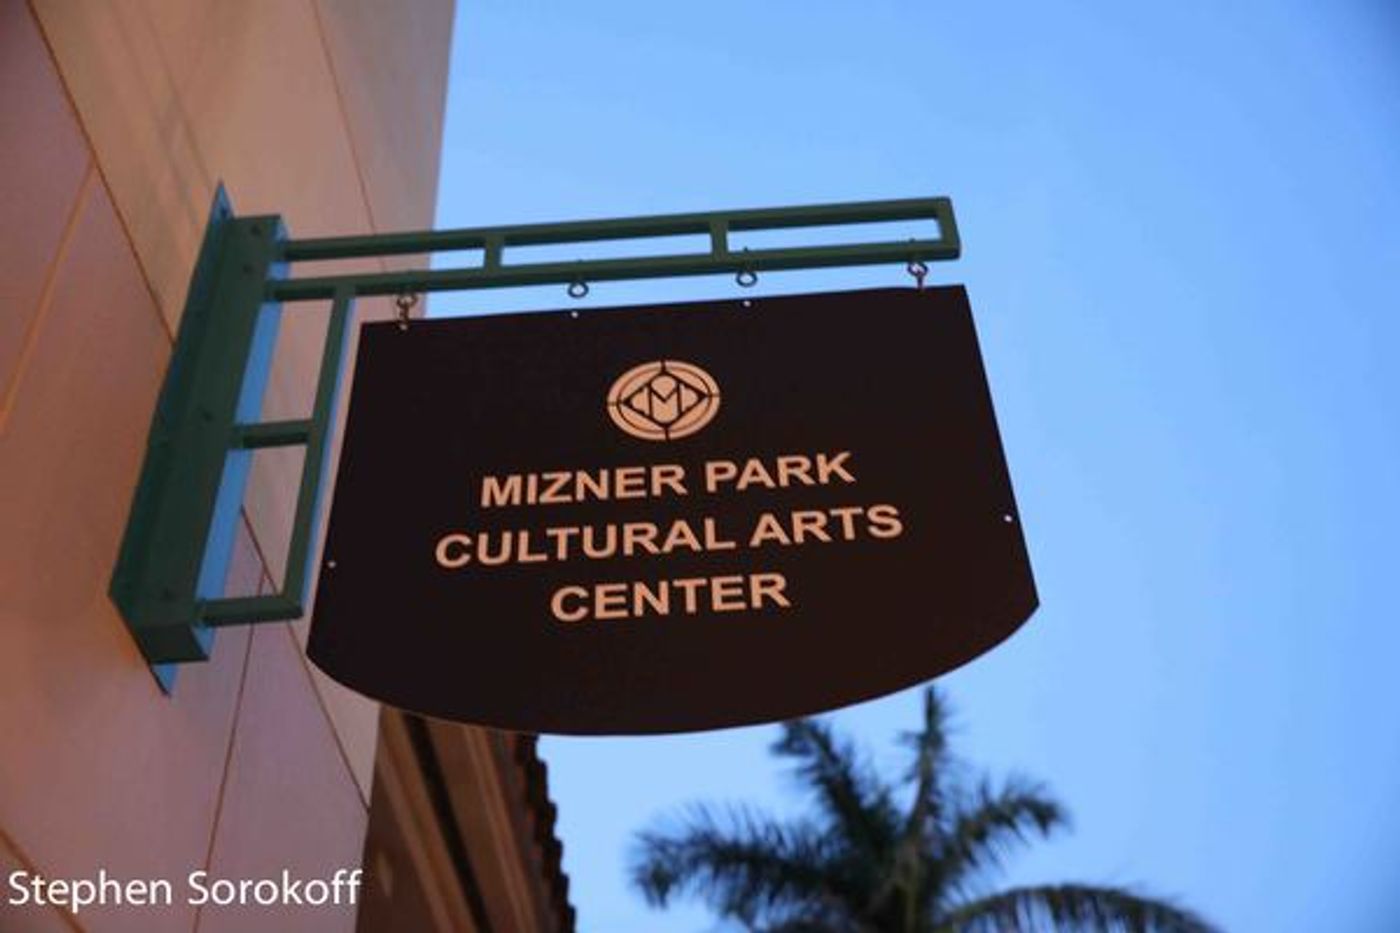 MIZNER PARK
CULTURAL ARTS
CENTER
Stephen Sorokoff